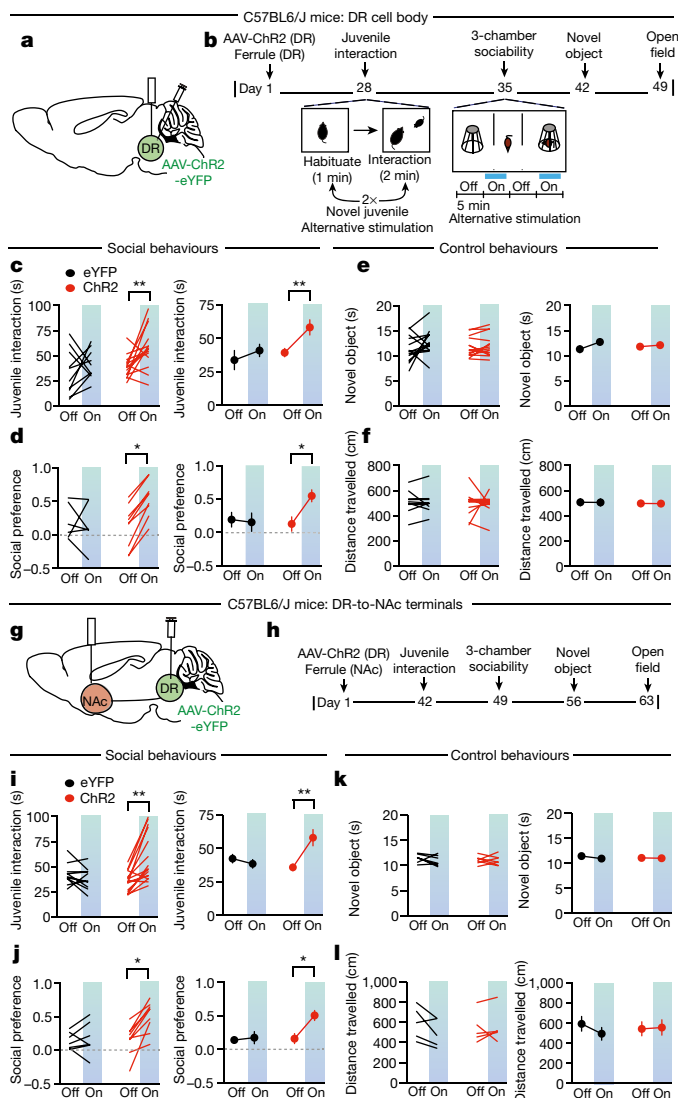 C57BL6/J mice: DR cell body
a
DR
AAV-ChR2
-eYFP
b
AAV-ChR2 (DR)
Ferrule (DR)
Juvenile
interaction
3-chamber
sociability
Novel
object
Open
field
Day 1 28 35 42 49
Habituate
(1 min)
Interaction
(2 min)
2×
Novel juvenile
Alternative stimulation
Off On Off On
5 min
Alternative stimulation
Social behaviours
Control behaviours
c
eYFP
ChR2
Juvenile interaction (s)
100
75
50
25
0
**
Off On Off On
Juvenile interaction (s)
75
50
25
0
**
Off On Off On
e
Novel object (s)
20
15
10
5
0
Off On Off On
Novel object (s)
20
15
10
5
0
Off On Off On
d
Social preference
1.0
0.5
0.0
−0.5
*
Off On Off On
Social preference
1.0
0.5
0
−0.5
*
Off On Off On
f
Distance travelled (cm)
800
600
400
200
0
Off On Off On
Distance travelled (cm)
800
600
400
200
0
Off On Off On
C57BL6/J mice: DR-to-NAc terminals
g
NAc
DR
AAV-ChR2
-eYFP
h
AAV-ChR2 (DR)
Ferrule (NAc)
Juvenile
interaction
3-chamber
sociability
Novel
object
Open
field
Day 1 42 49 56 63
Social behaviours
Control behaviours
i
eYFP
ChR2
Juvenile interaction (s)
100
75
50
25
0
**
Off On Off On
Juvenile interaction (s)
75
50
25
0
**
Off On Off On
k
Novel object (s)
20
15
10
5
0
Off On Off On
Novel object (s)
20
15
10
5
0
Off On Off On
j
Social preference
1.0
0.5
0.0
−0.5
*
Off On Off On
Social preference
1.0
0.5
0.0
−0.5
*
Off On Off On
l
Distance travelled (cm)
1,000
800
600
400
200
0
Off On Off On
Distance travelled (cm)
1,000
800
600
400
200
0
Off On Off On